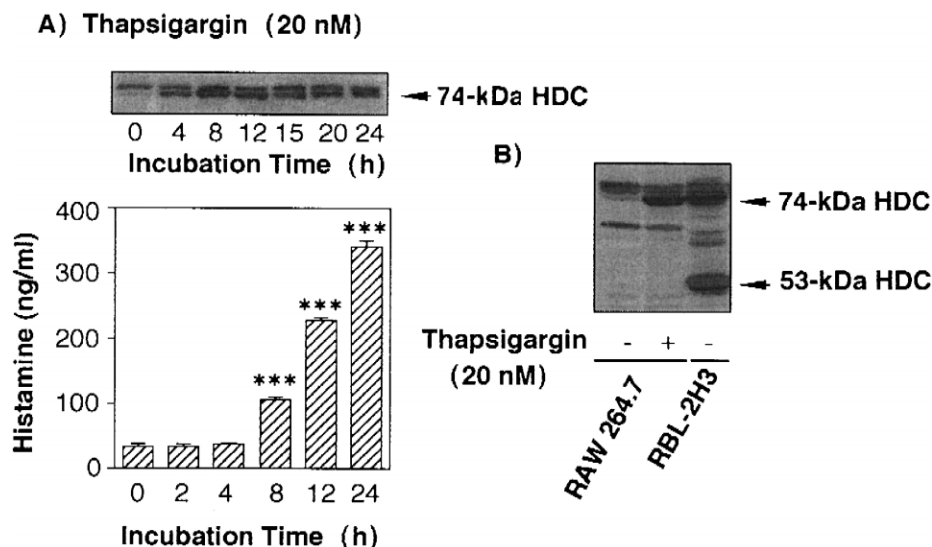 A) Thapsigargin (20 nM)
74-kDa HDC
0 4 8 12 15 20 24
Incubation Time (h)
400
300
200
100
0
Histamine (ng/ml)
***
***
***
0 2 4 8 12 24
Incubation Time (h)
B)
74-kDa HDC
53-kDa HDC
Thapsigargin - + -
(20 nM)
RAW 264.7
RBL-2H3